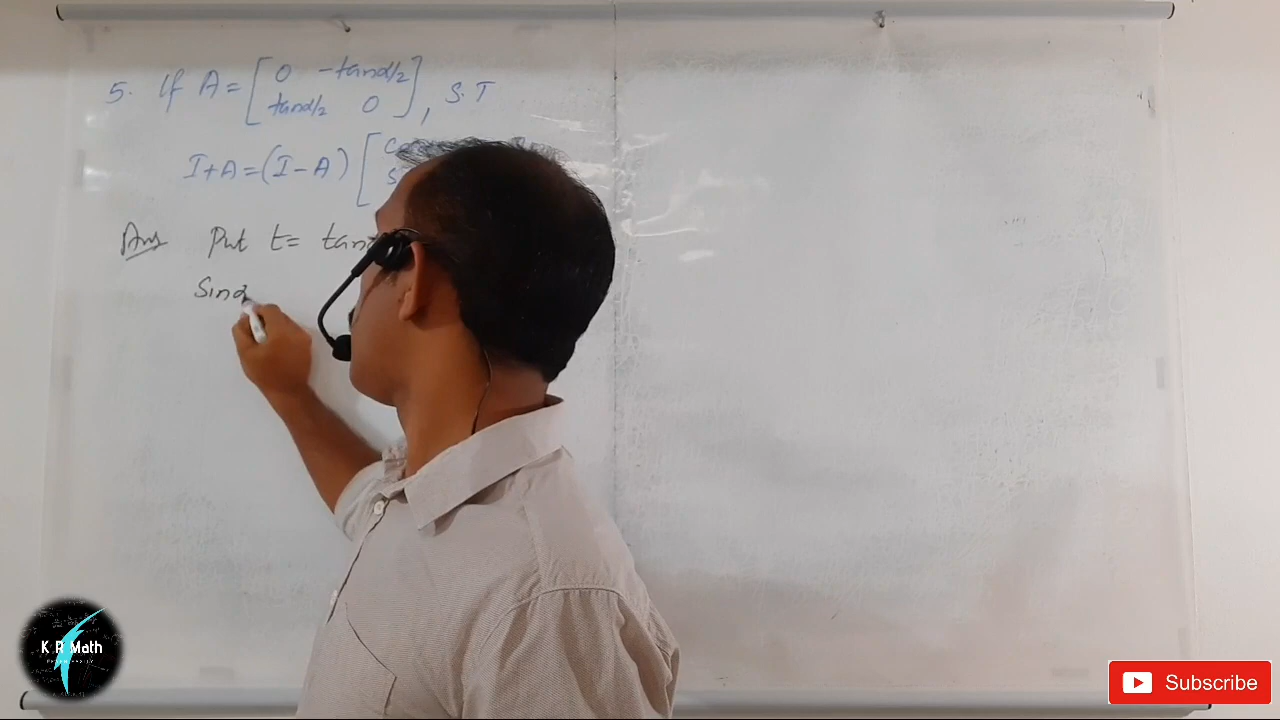 5. If A = [ 0 -tanα/2
tanα/2 0 ], S.T
I+A=(I-A) [
Ans Put t= tan
Sinα
K R Math
Subscribe